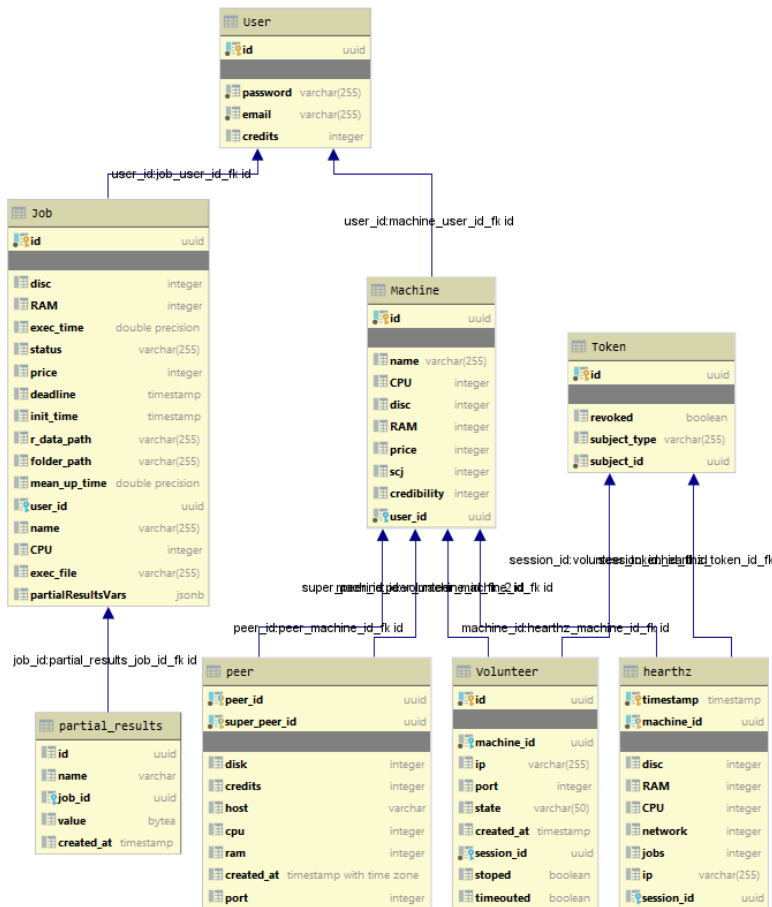 User
id uuid
password varchar(255)
email varchar(255)
credits integer
user_id:job_user_id_fk id
user_id:machine_user_id_fk id
Job
id uuid
disc integer
RAM integer
exec_time double precision
status varchar(255)
price integer
deadline timestamp
init_time timestamp
r_data_path varchar(255)
folder_path varchar(255)
mean_up_time double precision
user_id uuid
name varchar(255)
CPU integer
exec_file varchar(255)
partialResultsVars jsonb
Machine
id uuid
name varchar(255)
CPU integer
disc integer
RAM integer
price integer
scj integer
credibility integer
user_id uuid
Token
id uuid
revoked boolean
subject_type varchar(255)
subject_id uuid
peer_id:peer_machine_id_fk id
machine_id:hearthz_machine_id_fk id
job_id:partial_results_job_id_fk id
partial_results
id uuid
name varchar
job_id uuid
value bytea
created_at timestamp
peer
peer_id uuid
super_peer_id uuid
disk integer
credits integer
host varchar
cpu integer
ram integer
created_at timestamp with time zone
port integer
Volunteer
id uuid
machine_id uuid
ip varchar(255)
port integer
state varchar(50)
created_at timestamp
session_id uuid
stoped boolean
timeouted boolean
hearthz
timestamp timestamp
machine_id uuid
disc integer
RAM integer
CPU integer
network integer
jobs integer
ip varchar(255)
session_id uuid